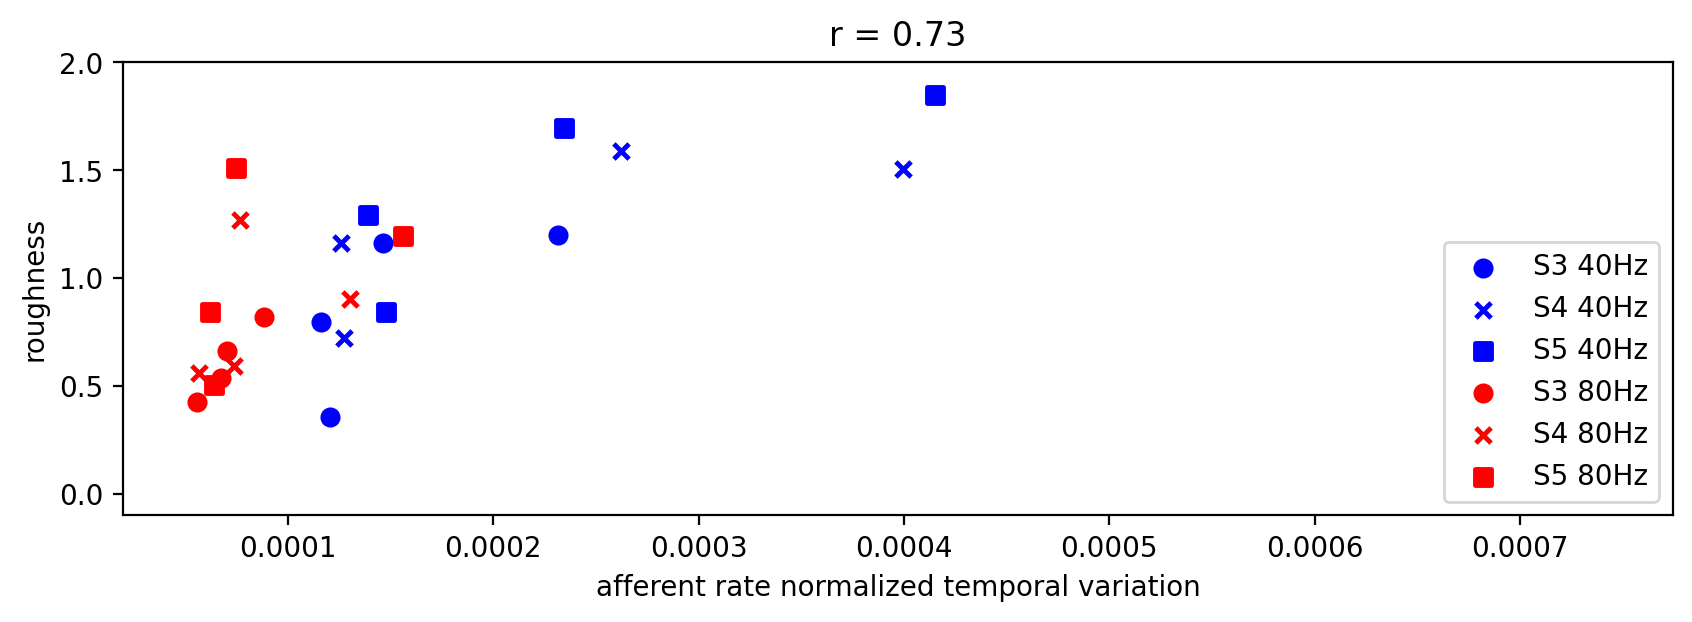 r = 0.73
2.0
1.5
1.0
0.5
0.0
roughness
0.0001 0.0002 0.0003 0.0004 0.0005 0.0006 0.0007
afferent rate normalized temporal variation
S3 40Hz
S4 40Hz
S5 40Hz
S3 80Hz
S4 80Hz
S5 80Hz